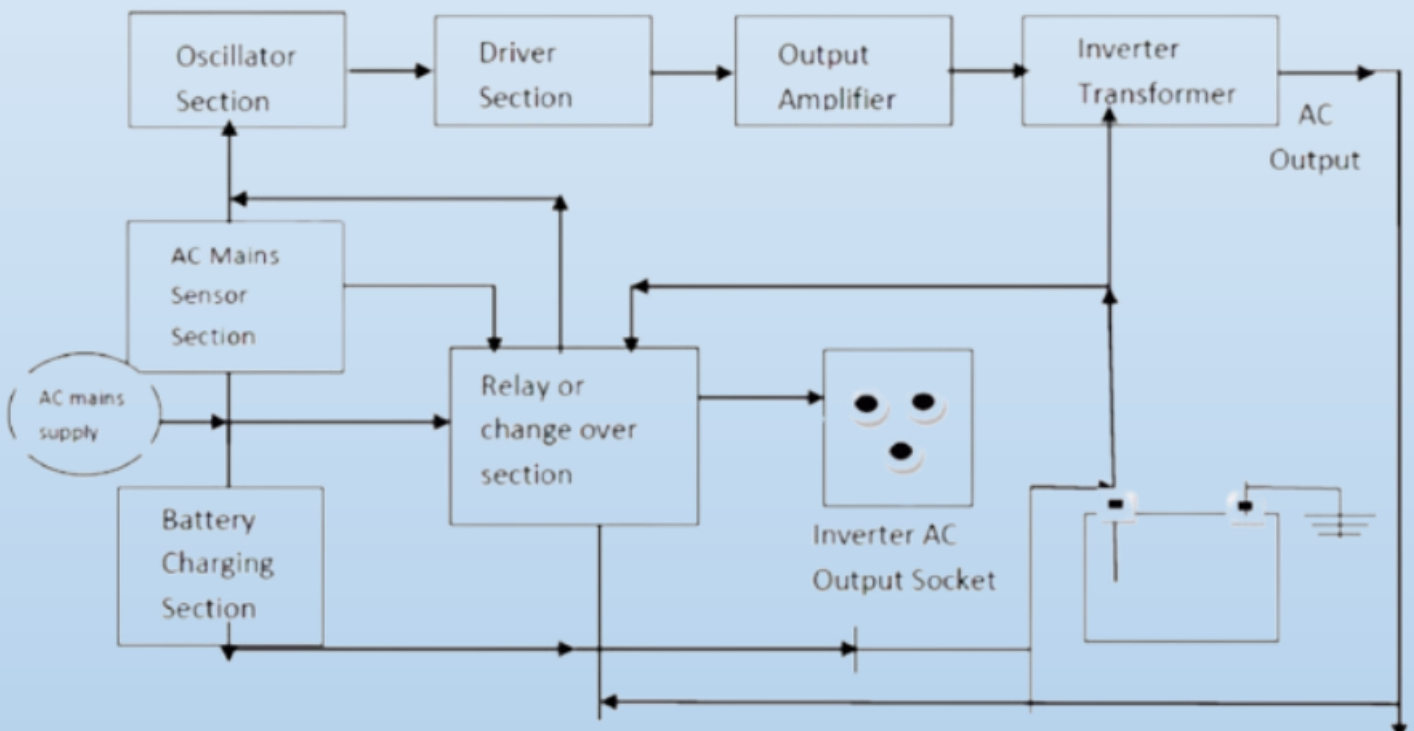 Oscillator
Section
Driver
Section
Output
Amplifier
Inverter
Transformer
AC
Output
AC Mains
Sensor
Section
AC mains
supply
Relay or
change over
section
Battery
Charging
Section
Inverter AC
Output Socket